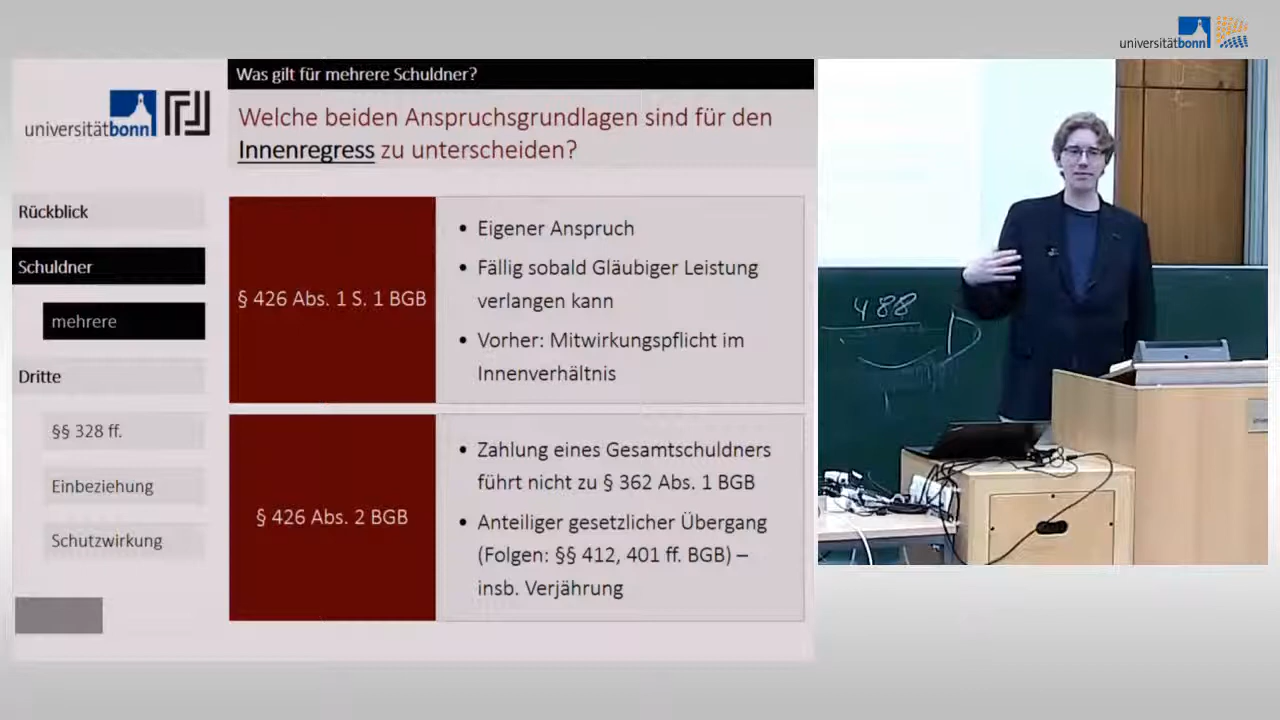 universitätbonn
Was gilt für mehrere Schuldner?
universitätbonn
Welche beiden Anspruchsgrundlagen sind für den
Innenregress zu unterscheiden?
Rückblick
Schuldner
mehrere
Dritte
§§ 328 ff.
Einbeziehung
Schutzwirkung
§ 426 Abs. 1 S. 1 BGB
• Eigener Anspruch
• Fällig sobald Gläubiger Leistung
verlangen kann
• Vorher: Mitwirkungspflicht im
Innenverhältnis
§ 426 Abs. 2 BGB
• Zahlung eines Gesamtschuldners
führt nicht zu § 362 Abs. 1 BGB
• Anteiliger gesetzlicher Übergang
(Folgen: §§ 412, 401 ff. BGB) –
insb. Verjährung
488